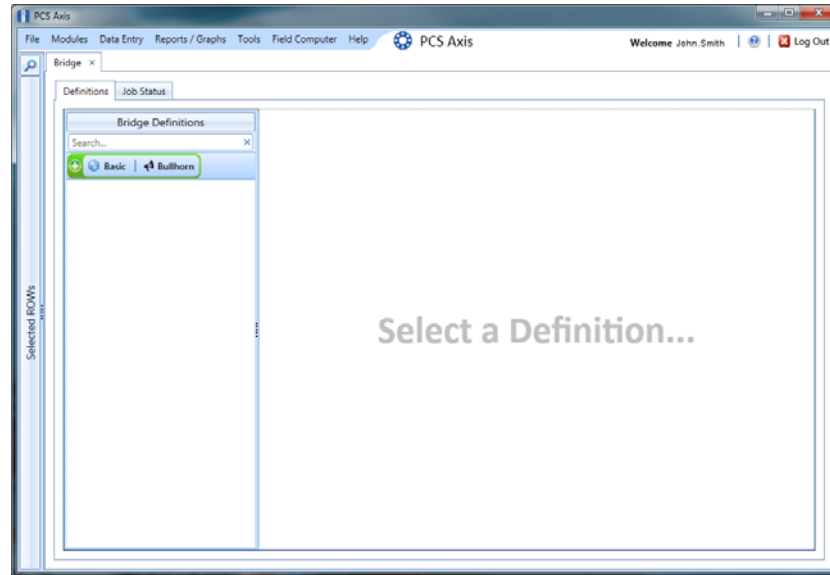 PCS Axis
File Modules Data Entry Reports / Graphs Tools Field Computer Help PCS Axis Welcome John.Smith | | Log Out
Bridge ×
Definitions Job Status
Bridge Definitions
Search... ×
Basic | Bullhorn
Selected ROWs
Select a Definition...